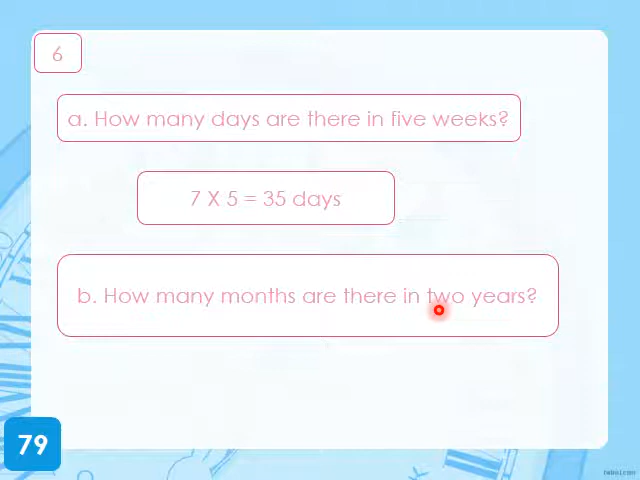 6
a. How many days are there in five weeks?
7 X 5 = 35 days
b. How many months are there in two years?
79